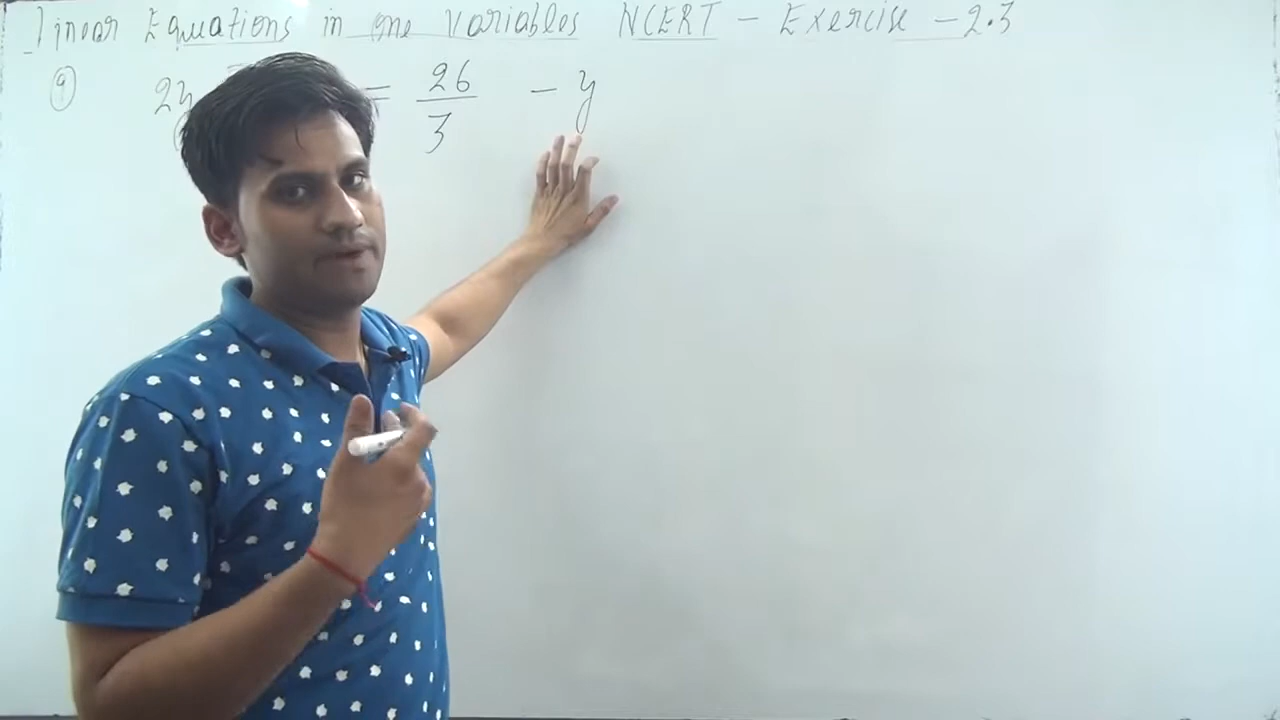 Linear Equations in one Variables NCERT - Exercise - 2.3
9 2y = 26/3 - y